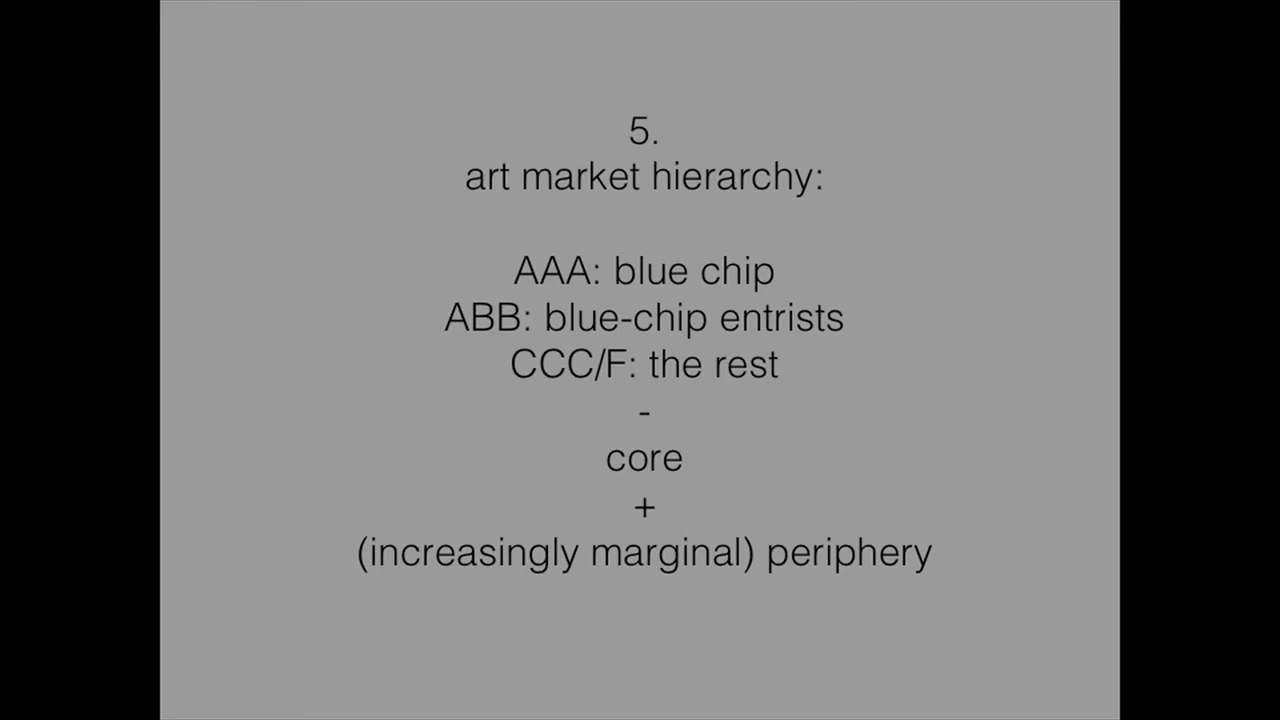 5.
art market hierarchy:
AAA: blue chip
ABB: blue-chip entrists
CCC/F: the rest
-
core
+
(increasingly marginal) periphery